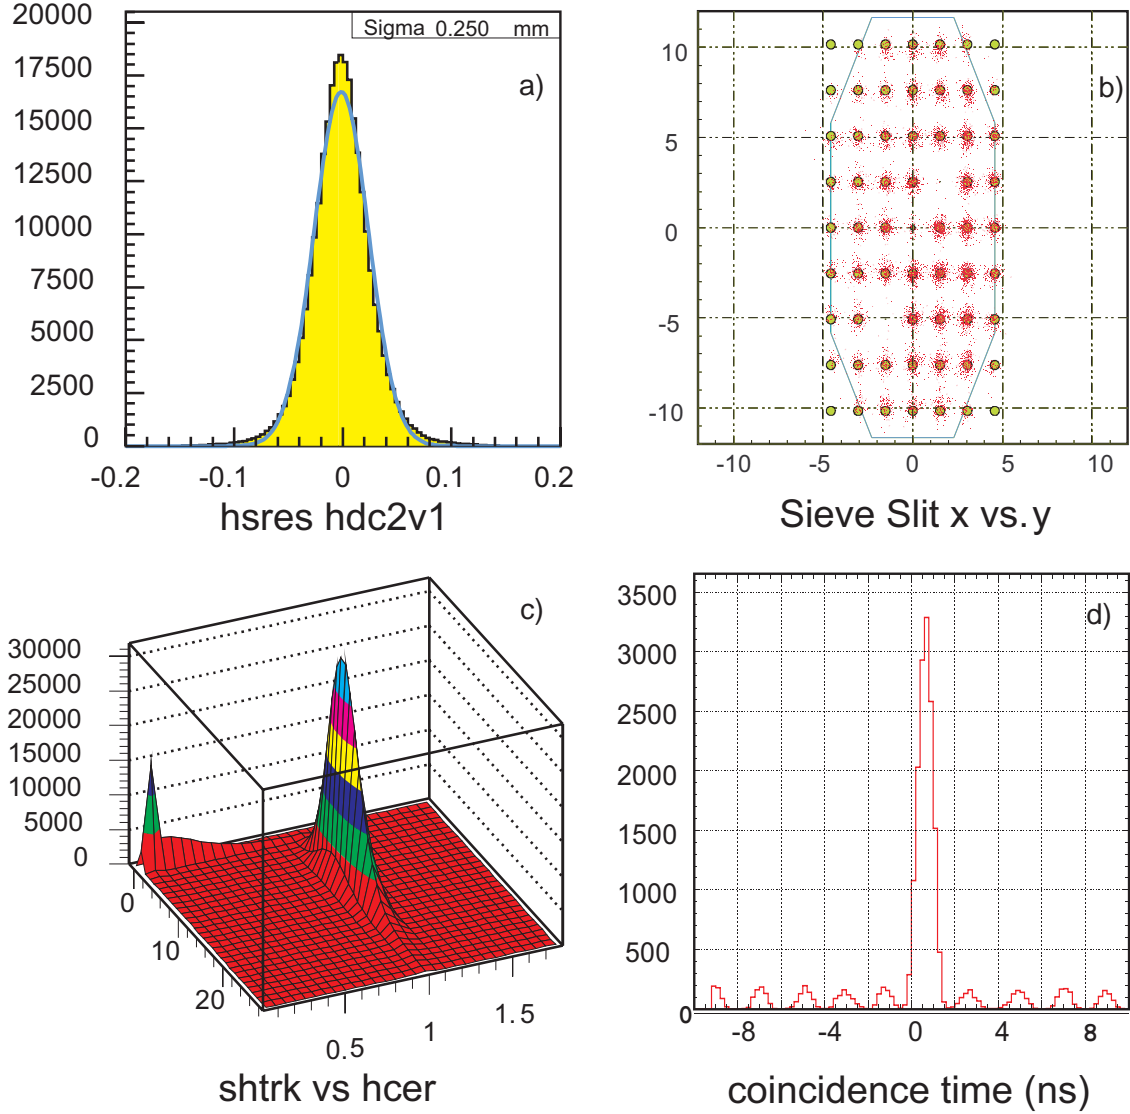 Sigma 0.250 mm
a)
20000
17500
15000
12500
10000
7500
5000
2500
0
-0.2 -0.1 0 0.1 0.2
hsres hdc2v1
b)
10
5
0
-5
-10
-10 -5 0 5 10
Sieve Slit x vs. y
c)
30000
25000
20000
15000
10000
5000
0
0
10
20
0.5
1
1.5
shtrk vs hcer
d)
3500
3000
2500
2000
1500
1000
500
0
-8 -4 0 4 8
coincidence time (ns)